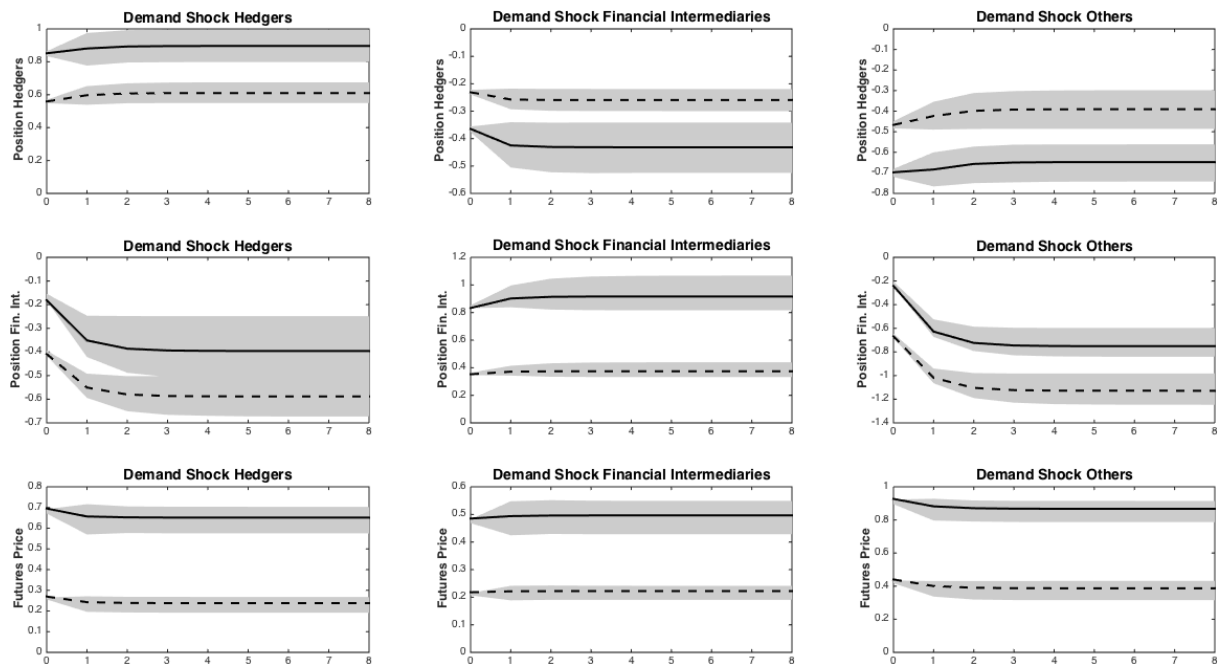 Demand Shock Hedgers
Position Hedgers
1
0.8
0.6
0.4
0.2
0
0 1 2 3 4 5 6 7 8
Demand Shock Financial Intermediaries
Position Hedgers
0
-0.1
-0.2
-0.3
-0.4
-0.5
-0.6
0 1 2 3 4 5 6 7 8
Demand Shock Others
Position Hedgers
0
-0.1
-0.2
-0.3
-0.4
-0.5
-0.6
-0.7
-0.8
0 1 2 3 4 5 6 7 8
Demand Shock Hedgers
Position Fin. Int.
0
-0.1
-0.2
-0.3
-0.4
-0.5
-0.6
-0.7
0 1 2 3 4 5 6 7 8
Demand Shock Financial Intermediaries
Position Fin. Int.
1.2
1
0.8
0.6
0.4
0.2
0
0 1 2 3 4 5 6 7 8
Demand Shock Others
Position Fin. Int.
0
-0.2
-0.4
-0.6
-0.8
-1
-1.2
-1.4
0 1 2 3 4 5 6 7 8
Demand Shock Hedgers
Futures Price
0.8
0.7
0.6
0.5
0.4
0.3
0.2
0.1
0
0 1 2 3 4 5 6 7 8
Demand Shock Financial Intermediaries
Futures Price
0.6
0.5
0.4
0.3
0.2
0.1
0
0 1 2 3 4 5 6 7 8
Demand Shock Others
Futures Price
1
0.8
0.6
0.4
0.2
0
0 1 2 3 4 5 6 7 8